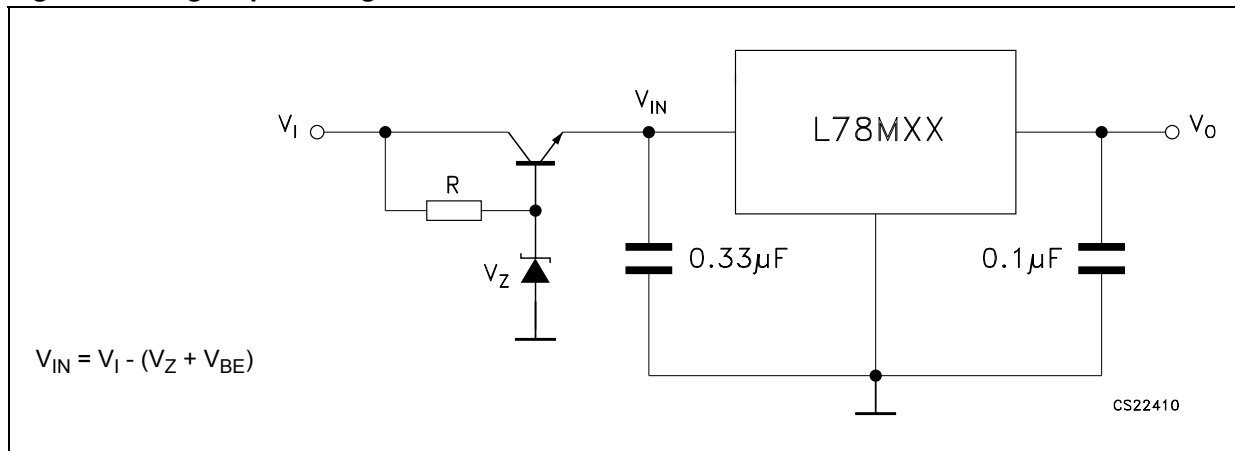 V_I
R
V_Z
V_IN
L78MXX
V_O
0.33µF
0.1µF
V_IN = V_I - (V_Z + V_BE)
CS22410